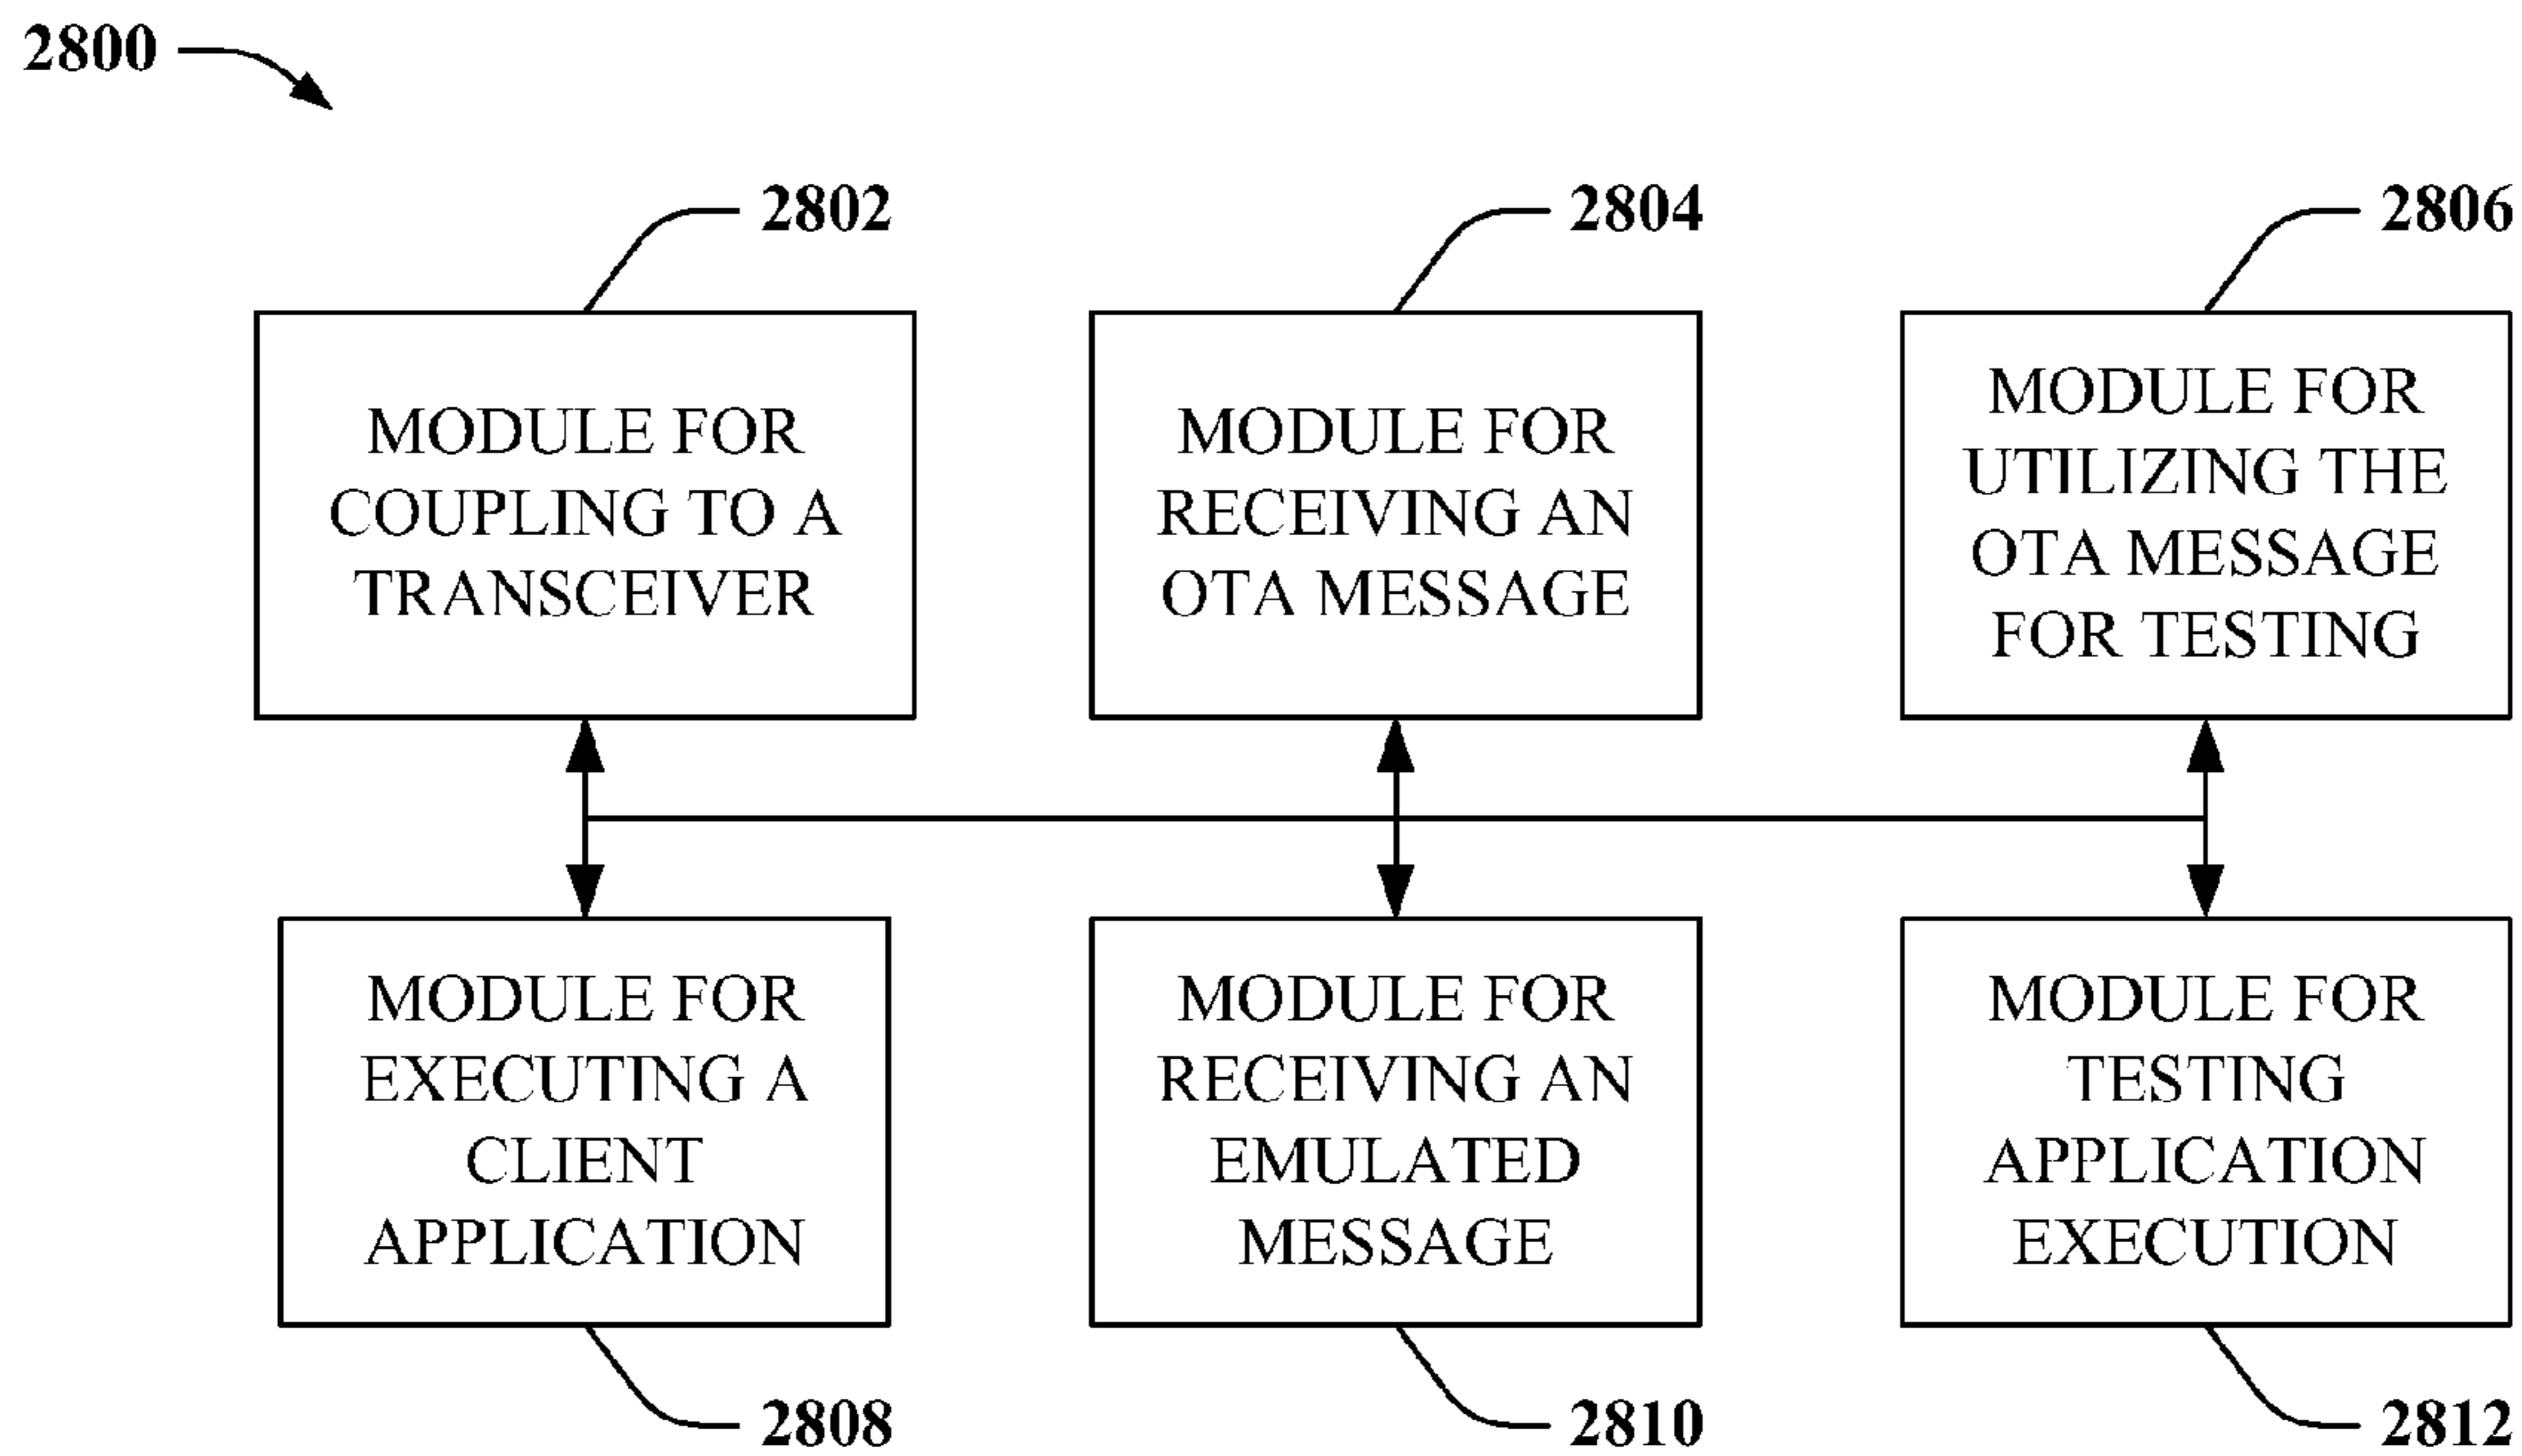 2800
2802
2804
2806
MODULE FOR
COUPLING TO A
TRANSCEIVER
MODULE FOR
RECEIVING AN
OTA MESSAGE
MODULE FOR
UTILIZING THE
OTA MESSAGE
FOR TESTING
MODULE FOR
EXECUTING A
CLIENT
APPLICATION
MODULE FOR
RECEIVING AN
EMULATED
MESSAGE
MODULE FOR
TESTING
APPLICATION
EXECUTION
2808
2810
2812